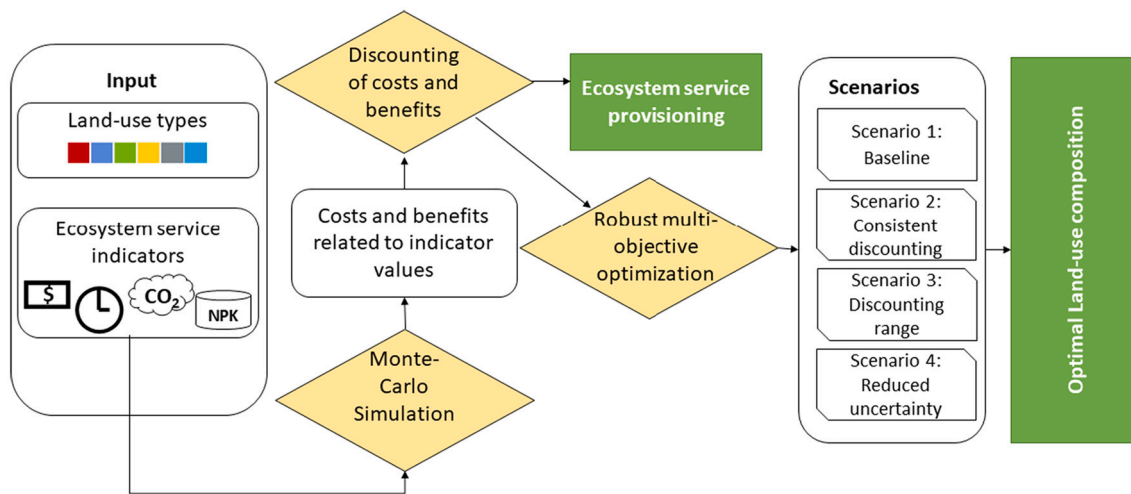 Input
Land-use types
Ecosystem service
indicators
$
CO2
NPK
Discounting
of costs and
benefits
Costs and benefits
related to indicator
values
Monte-
Carlo
Simulation
Ecosystem service
provisioning
Robust multi-
objective
optimization
Scenarios
Scenario 1:
Baseline
Scenario 2:
Consistent
discounting
Scenario 3:
Discounting
range
Scenario 4:
Reduced
uncertainty
Optimal Land-use composition